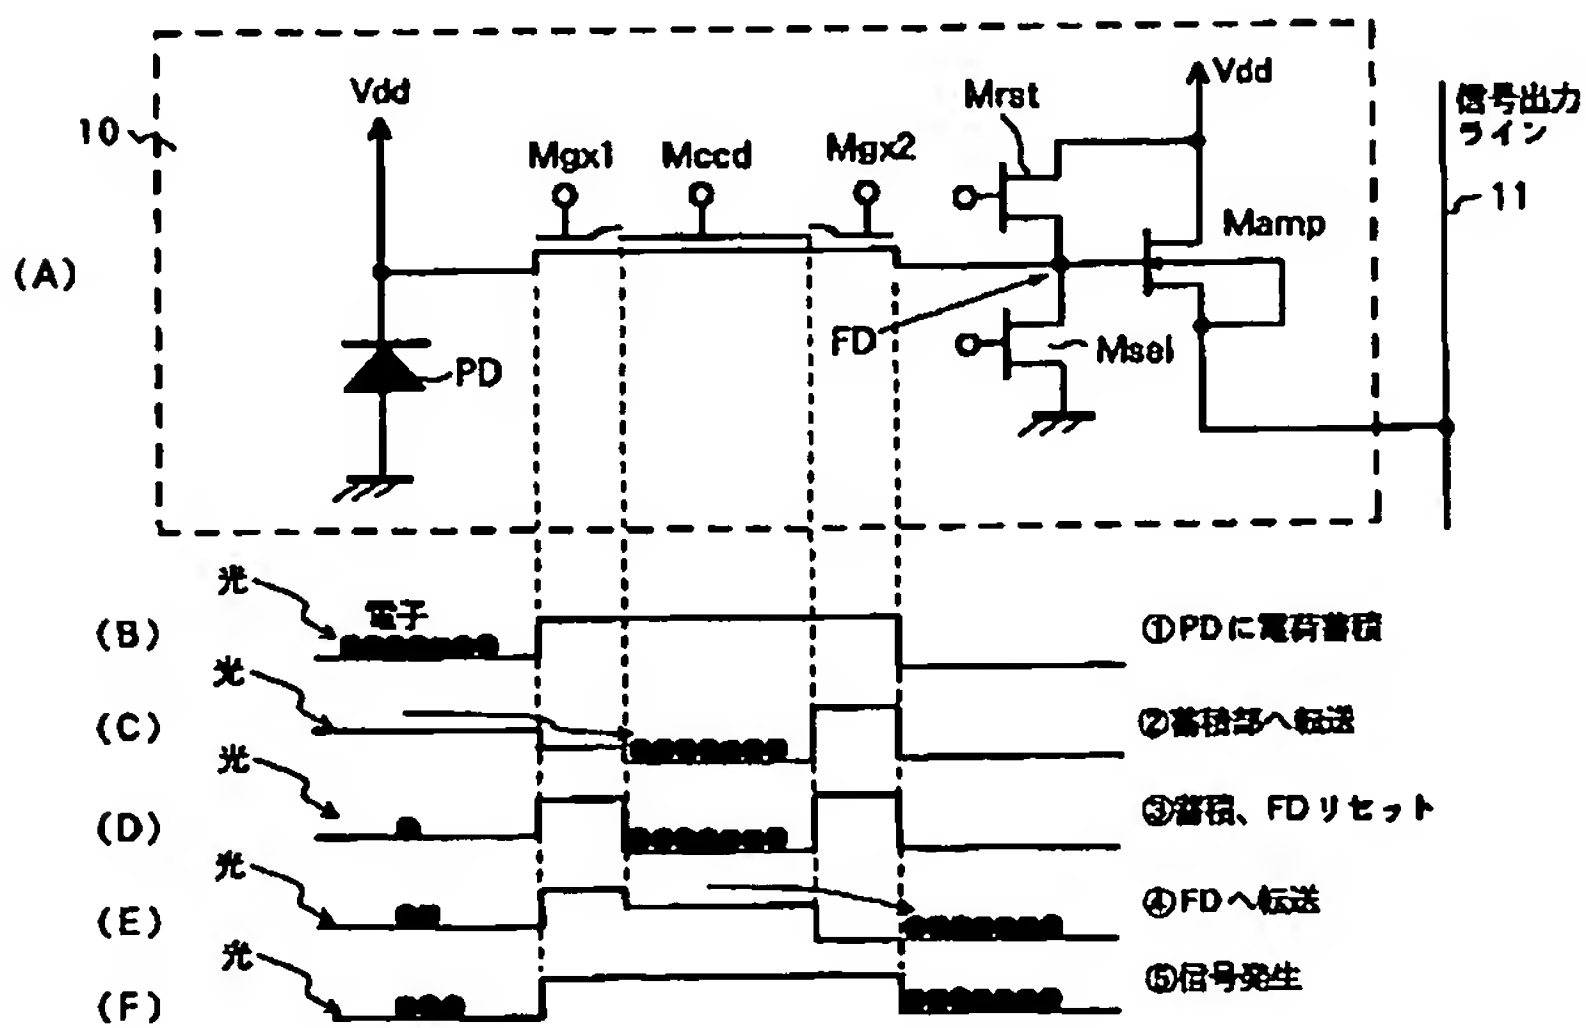 Vdd
10
Mgx1
Mccd
Mgx2
Mrst
Vdd
信号出力
ライン
11
Mamp
(A)
PD
FD
Msel
光
電子
(B)
①PDに電荷蓄積
光
(C)
②蓄積部へ転送
光
(D)
③蓄積、FDリセット
光
(E)
④FDへ転送
光
(F)
⑤信号発生